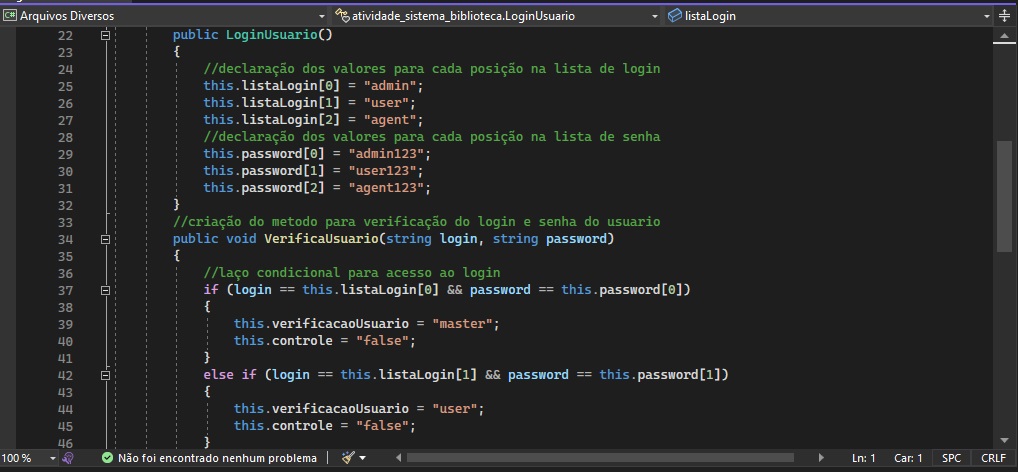 C# Arquivos Diversos atividade_sistema_biblioteca.LoginUsuario listaLogin
22 public LoginUsuario()
23 {
24 //declaração dos valores para cada posição na lista de login
25 this.listaLogin[0] = "admin";
26 this.listaLogin[1] = "user";
27 this.listaLogin[2] = "agent";
28 //declaração dos valores para cada posição na lista de senha
29 this.password[0] = "admin123";
30 this.password[1] = "user123";
31 this.password[2] = "agent123";
32 }
33 //criação do metodo para verificação do login e senha do usuario
34 public void VerificaUsuario(string login, string password)
35 {
36 //laço condicional para acesso ao login
37 if (login == this.listaLogin[0] && password == this.password[0])
38 {
39 this.verificacaoUsuario = "master";
40 this.controle = "false";
41 }
42 else if (login == this.listaLogin[1] && password == this.password[1])
43 {
44 this.verificacaoUsuario = "user";
45 this.controle = "false";
46 }
100 % Não foi encontrado nenhum problema Ln: 1 Car: 1 SPC CRLF